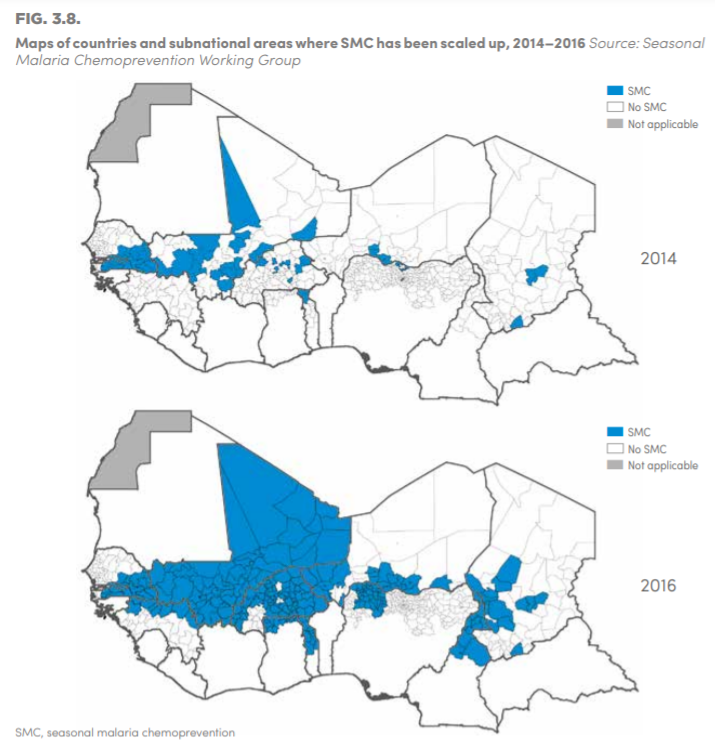 FIG. 3.8.
Maps of countries and subnational areas where SMC has been scaled up, 2014–2016 Source: Seasonal
Malaria Chemoprevention Working Group
SMC
No SMC
Not applicable
2014
SMC
No SMC
Not applicable
2016
SMC, seasonal malaria chemoprevention